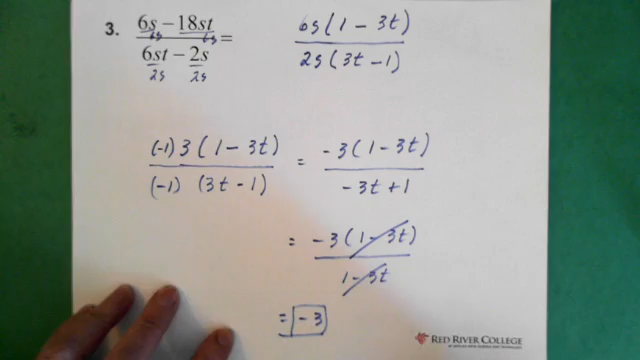 3. (6s – 18st)/(6st – 2s) =
6s 6s
2s 2s
6s(1 - 3t)/2s(3t - 1)
(-1) 3(1 - 3t)/(-1) (3t - 1) = -3(1 - 3t)/-3t + 1
= -3(1 - 3t)/1 - 3t
= -3
RED RIVER COLLEGE